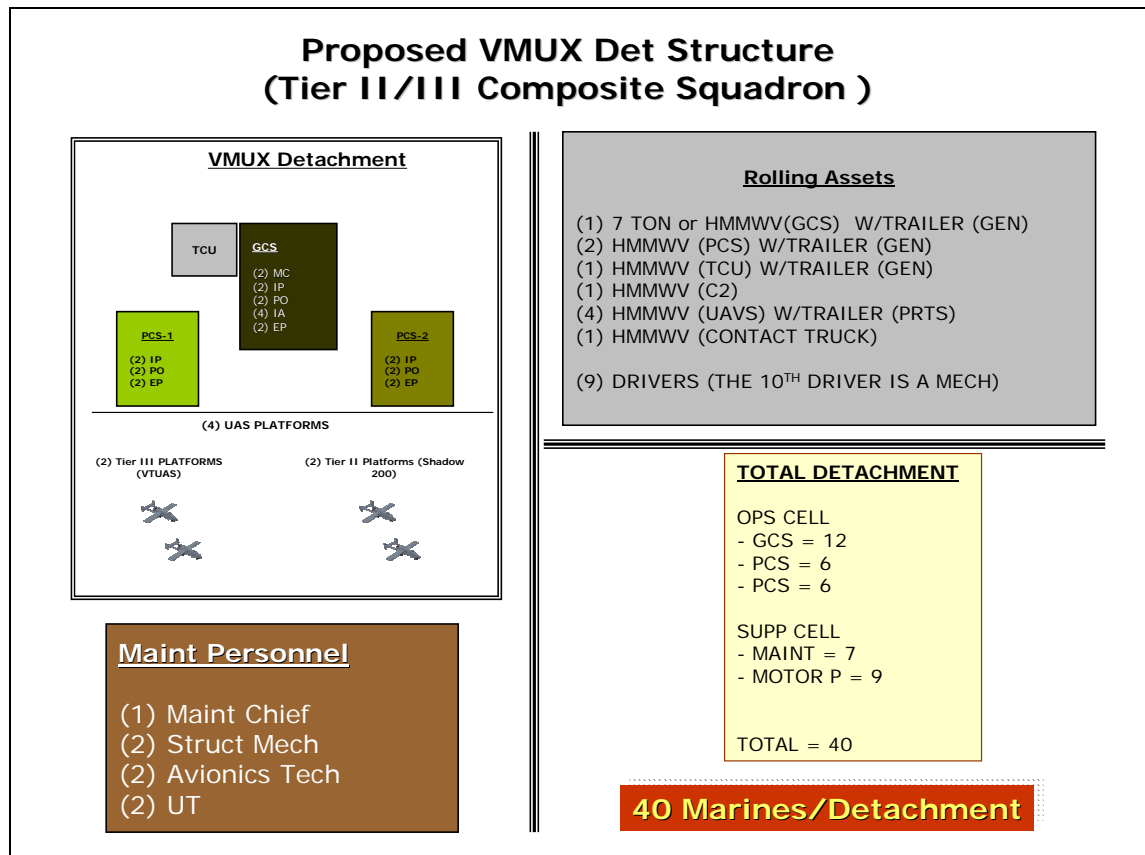 Proposed VMUX Det Structure
(Tier II/III Composite Squadron )
VMUX Detachment
TCU
GCS
(2) MC
(2) IP
(2) PO
(4) IA
(2) EP
PCS-1
(2) IP
(2) PO
(2) EP
PCS-2
(2) IP
(2) PO
(2) EP
(4) UAS PLATFORMS
(2) Tier III PLATFORMS
(VTUAS)
(2) Tier II Platforms (Shadow
200)
Maint Personnel
(1) Maint Chief
(2) Struct Mech
(2) Avionics Tech
(2) UT
Rolling Assets
(1) 7 TON or HMMWV(GCS) W/TRAILER (GEN)
(2) HMMWV (PCS) W/TRAILER (GEN)
(1) HMMWV (TCU) W/TRAILER (GEN)
(1) HMMWV (C2)
(4) HMMWV (UAVS) W/TRAILER (PRTS)
(1) HMMWV (CONTACT TRUCK)
(9) DRIVERS (THE 10TH DRIVER IS A MECH)
TOTAL DETACHMENT
OPS CELL
- GCS = 12
- PCS = 6
- PCS = 6
SUPP CELL
- MAINT = 7
- MOTOR P = 9
TOTAL = 40
40 Marines/Detachment